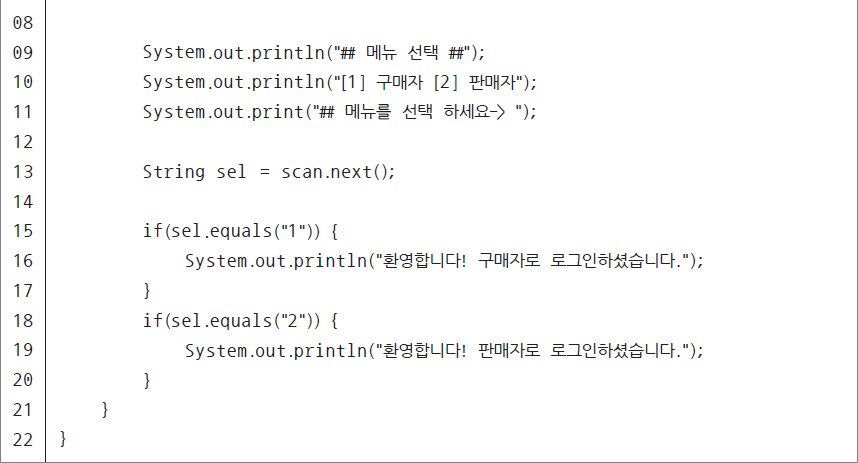 08
09 System.out.println("## 메뉴 선택 ##");
10 System.out.println("[1] 구매자 [2] 판매자");
11 System.out.print("## 메뉴를 선택 하세요-> ");
12
13 String sel = scan.next();
14
15 if(sel.equals("1")) {
16 System.out.println("환영합니다! 구매자로 로그인하셨습니다.");
17 }
18 if(sel.equals("2")) {
19 System.out.println("환영합니다! 판매자로 로그인하셨습니다.");
20 }
21 }
22 }